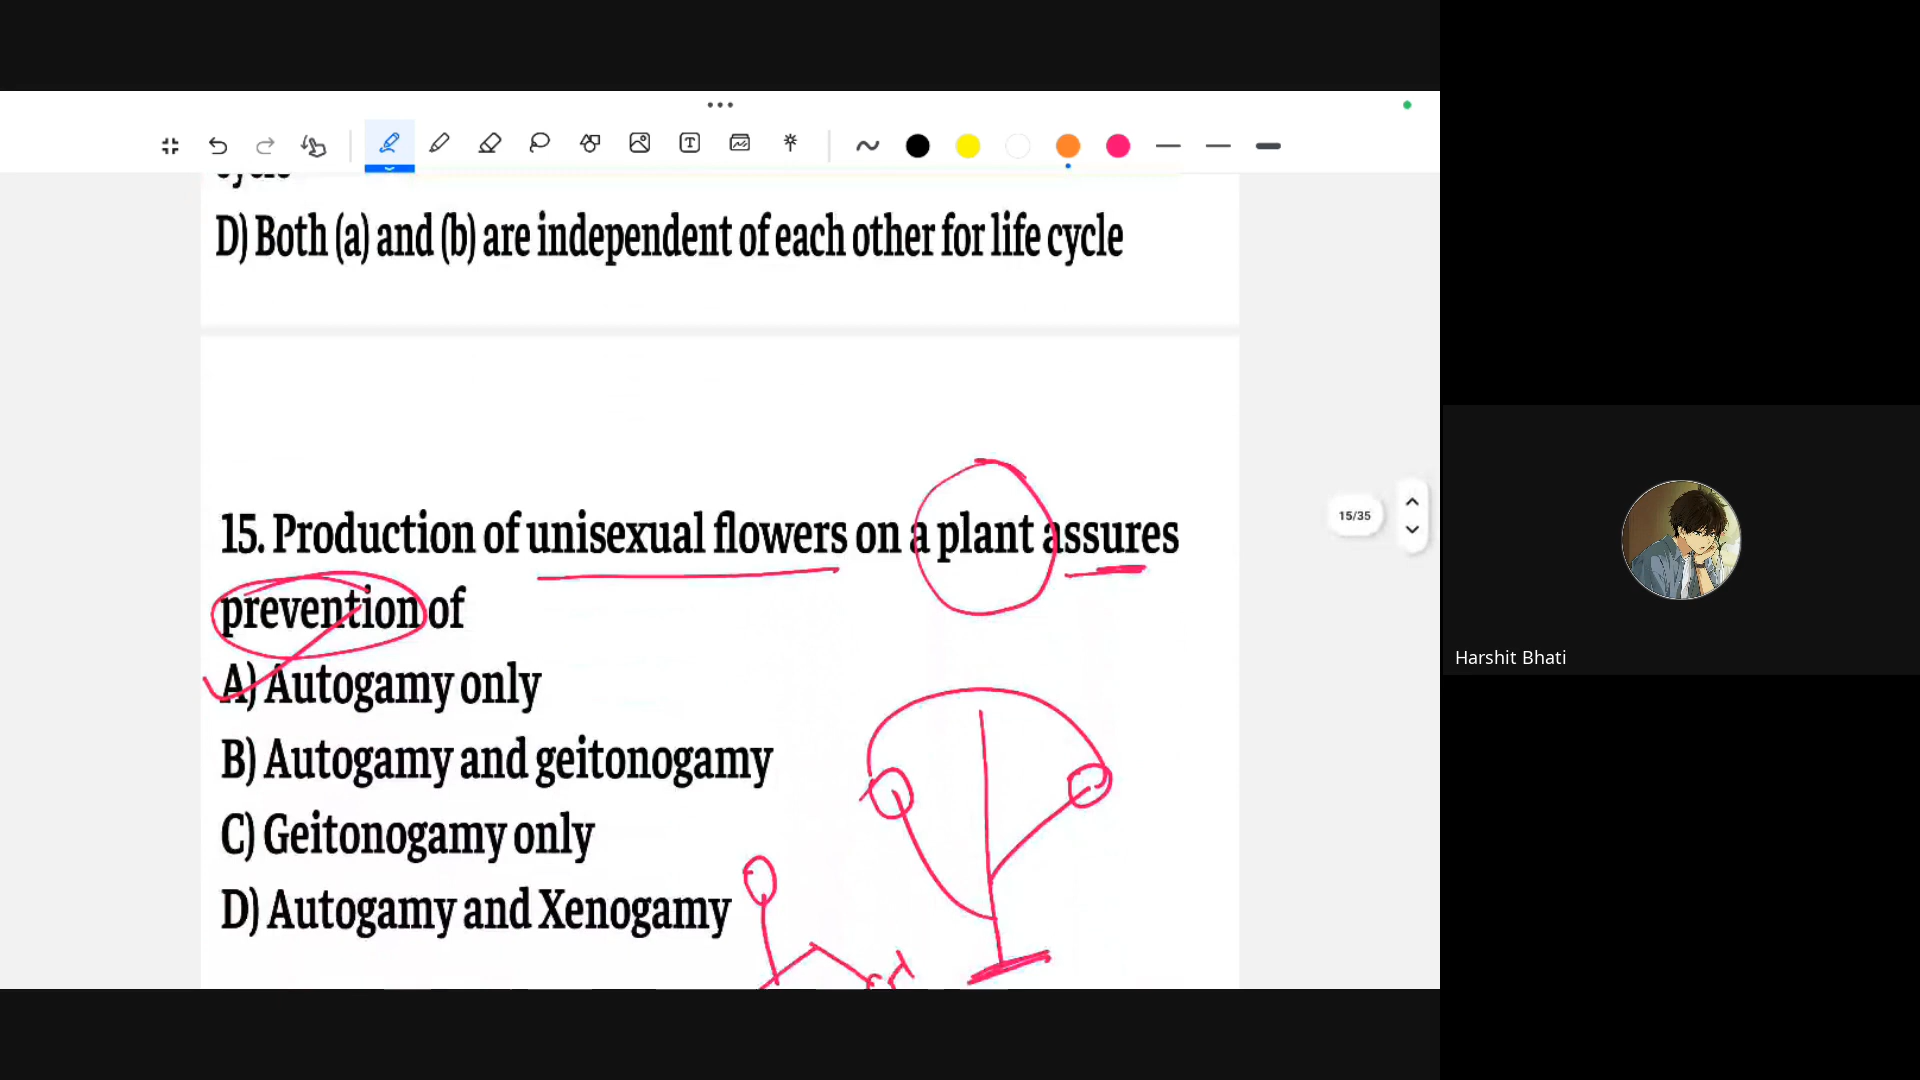 D) Both (a) and (b) are independent of each other for life cycle
15. Production of unisexual flowers on a plant assures
prevention of
A) Autogamy only
B) Autogamy and geitonogamy
C) Geitonogamy only
D) Autogamy and Xenogamy
15/35
Harshit Bhati